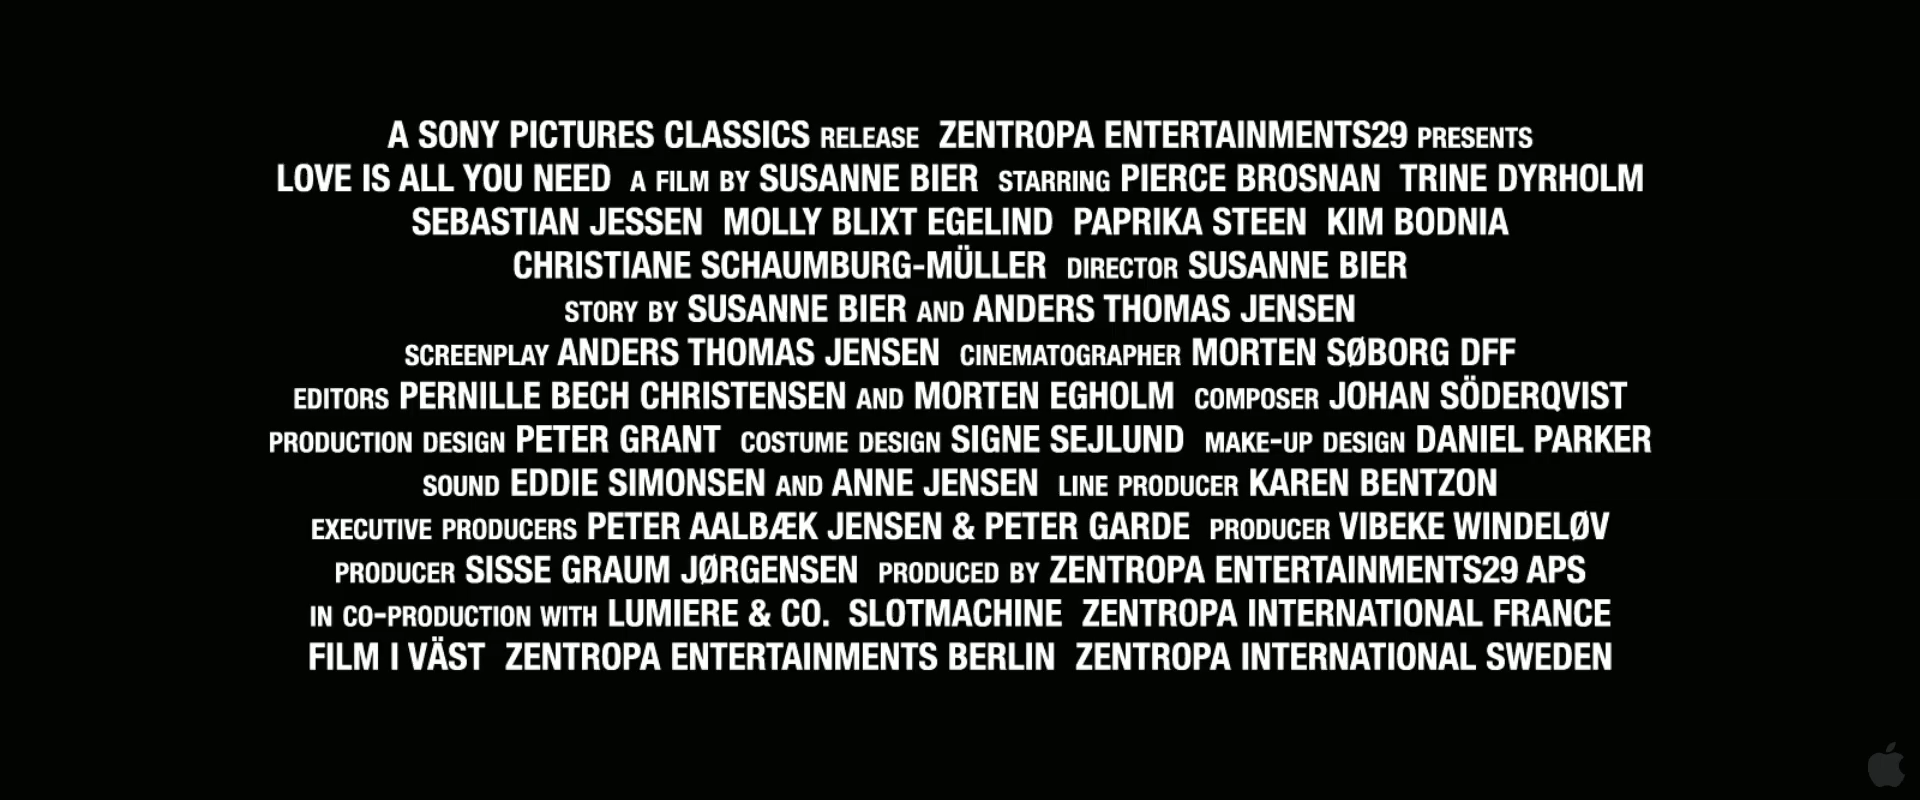 A SONY PICTURES CLASSICS RELEASE ZENTROPA ENTERTAINMENTS29 PRESENTS
LOVE IS ALL YOU NEED A FILM BY SUSANNE BIER STARRING PIERCE BROSNAN TRINE DYRHOLM
SEBASTIAN JESSEN MOLLY BLIXT EGELIND PAPRIKA STEEN KIM BODNIA
CHRISTIANE SCHAUMBURG-MÜLLER DIRECTOR SUSANNE BIER
STORY BY SUSANNE BIER AND ANDERS THOMAS JENSEN
SCREENPLAY ANDERS THOMAS JENSEN CINEMATOGRAPHER MORTEN SØBORG DFF
EDITORS PERNILLE BECH CHRISTENSEN AND MORTEN EGHOLM COMPOSER JOHAN SÖDERQVIST
PRODUCTION DESIGN PETER GRANT COSTUME DESIGN SIGNE SEJLUND MAKE-UP DESIGN DANIEL PARKER
SOUND EDDIE SIMONSEN AND ANNE JENSEN LINE PRODUCER KAREN BENTZON
EXECUTIVE PRODUCERS PETER AALBÆK JENSEN & PETER GARDE PRODUCER VIBEKE WINDELØV
PRODUCER SISSE GRAUM JØRGENSEN PRODUCED BY ZENTROPA ENTERTAINMENTS29 APS
IN CO-PRODUCTION WITH LUMIERE & CO. SLOTMACHINE ZENTROPA INTERNATIONAL FRANCE
FILM I VÄST ZENTROPA ENTERTAINMENTS BERLIN ZENTROPA INTERNATIONAL SWEDEN